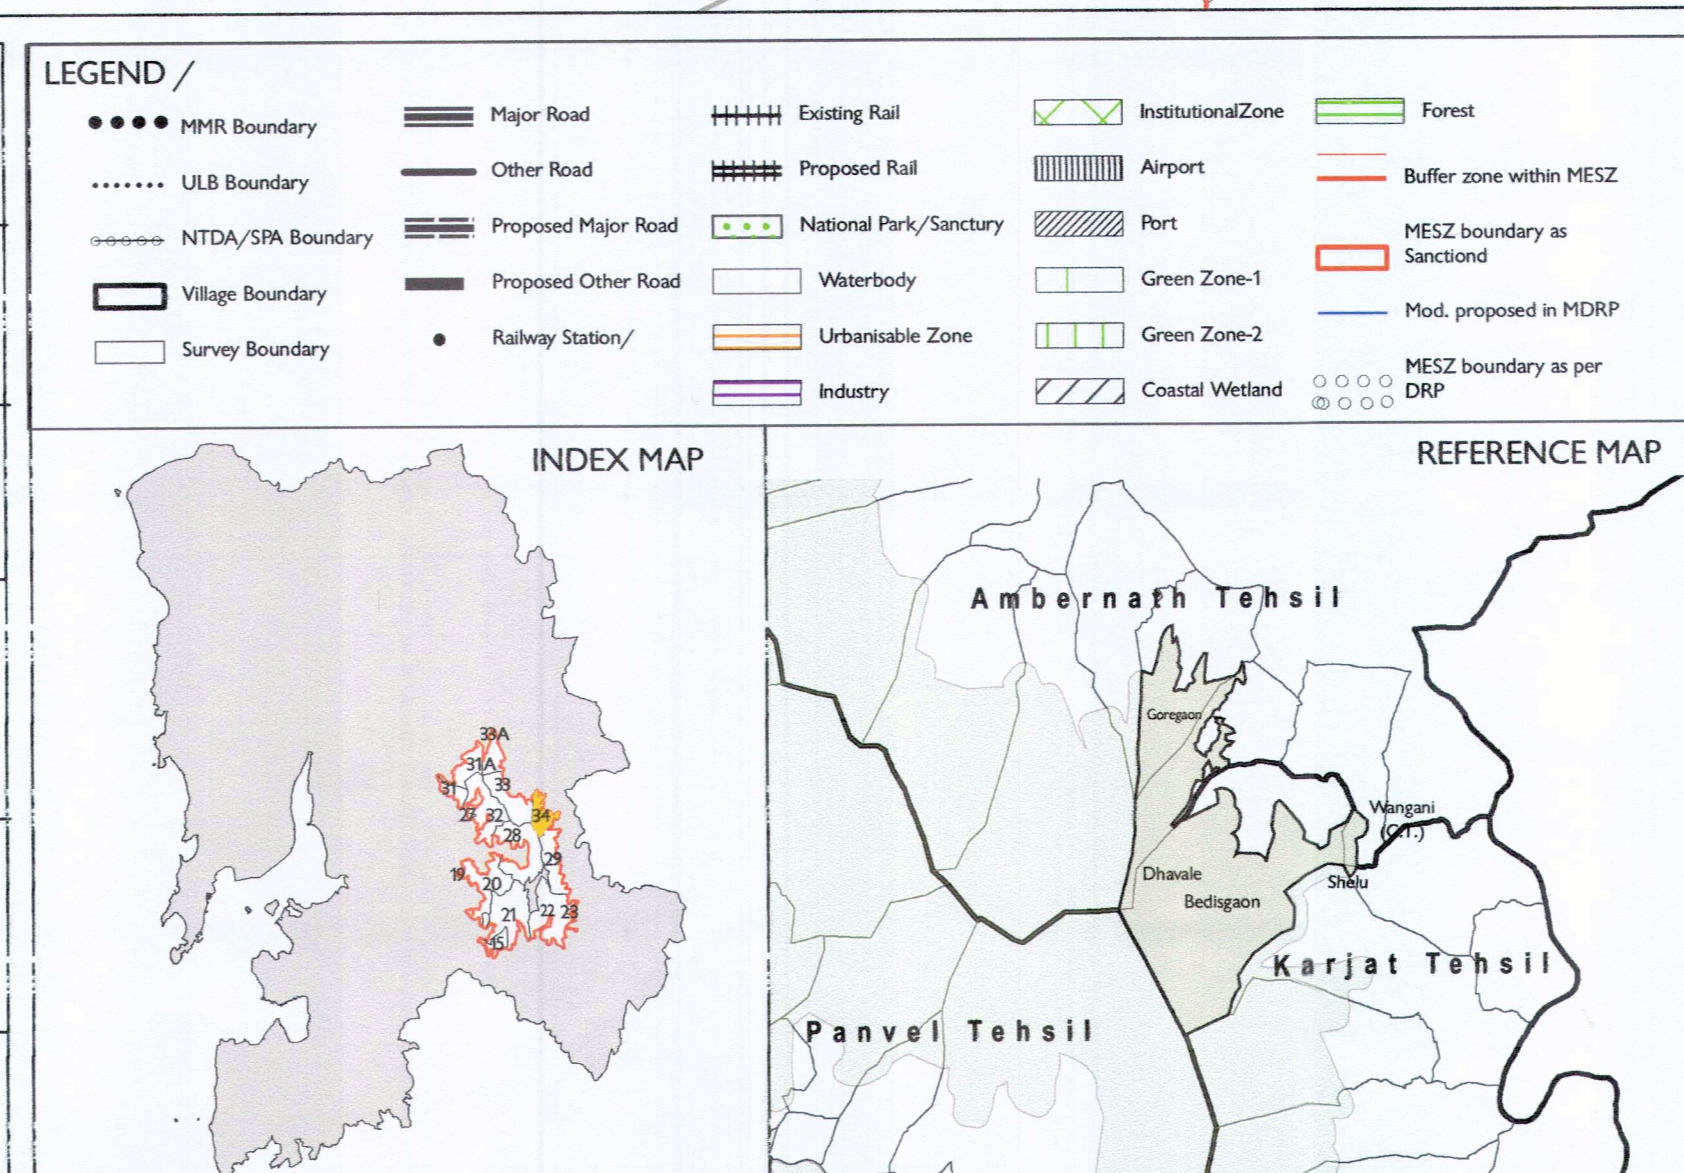 LEGEND /
MMR Boundary
ULB Boundary
NTDA/SPA Boundary
Village Boundary
Survey Boundary
Major Road
Other Road
Proposed Major Road
Proposed Other Road
Railway Station/
Existing Rail
Proposed Rail
National Park/Sanctury
Waterbody
Urbanisable Zone
Industry
InstitutionalZone
Airport
Port
Green Zone-1
Green Zone-2
Coastal Wetland
Forest
Buffer zone within MESZ
MESZ boundary as
Sanctiond
Mod. proposed in MDRP
MESZ boundary as per
DRP
INDEX MAP
33A
31A
31
33
27
32
34
28
29
19
20
21
22
23
15
REFERENCE MAP
Ambernath Tehsil
Goregaon
Wangani
(C.T.)
Dhavale
Shelu
Bedisgaon
Karjat Tehsil
Panvel Tehsil